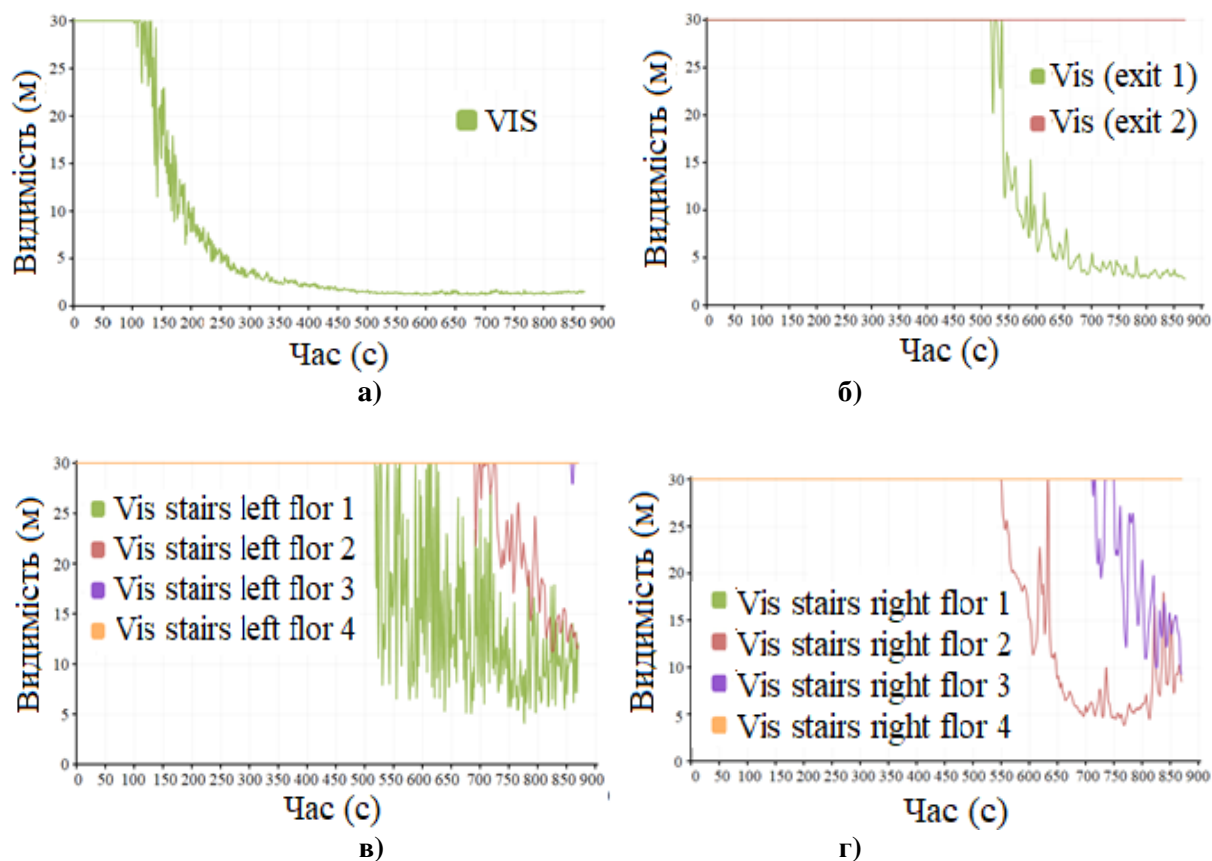 30
25
20
15
10
5
0
Видимість (м)
VIS
0 50 100 150 200 250 300 350 400 450 500 550 600 650 700 750 800 850 900
Час (с)
а)
30
25
20
15
10
5
0
Видимість (м)
Vis (exit 1)
Vis (exit 2)
0 50 100 150 200 250 300 350 400 450 500 550 600 650 700 750 800 850 900
Час (с)
б)
30
25
20
15
10
5
0
Видимість (м)
Vis stairs left flor 1
Vis stairs left flor 2
Vis stairs left flor 3
Vis stairs left flor 4
0 50 100 150 200 250 300 350 400 450 500 550 600 650 700 750 800 850 900
Час (с)
в)
30
25
20
15
10
5
0
Видимість (м)
Vis stairs right flor 1
Vis stairs right flor 2
Vis stairs right flor 3
Vis stairs right flor 4
0 50 100 150 200 250 300 350 400 450 500 550 600 650 700 750 800 850 900
Час (с)
г)